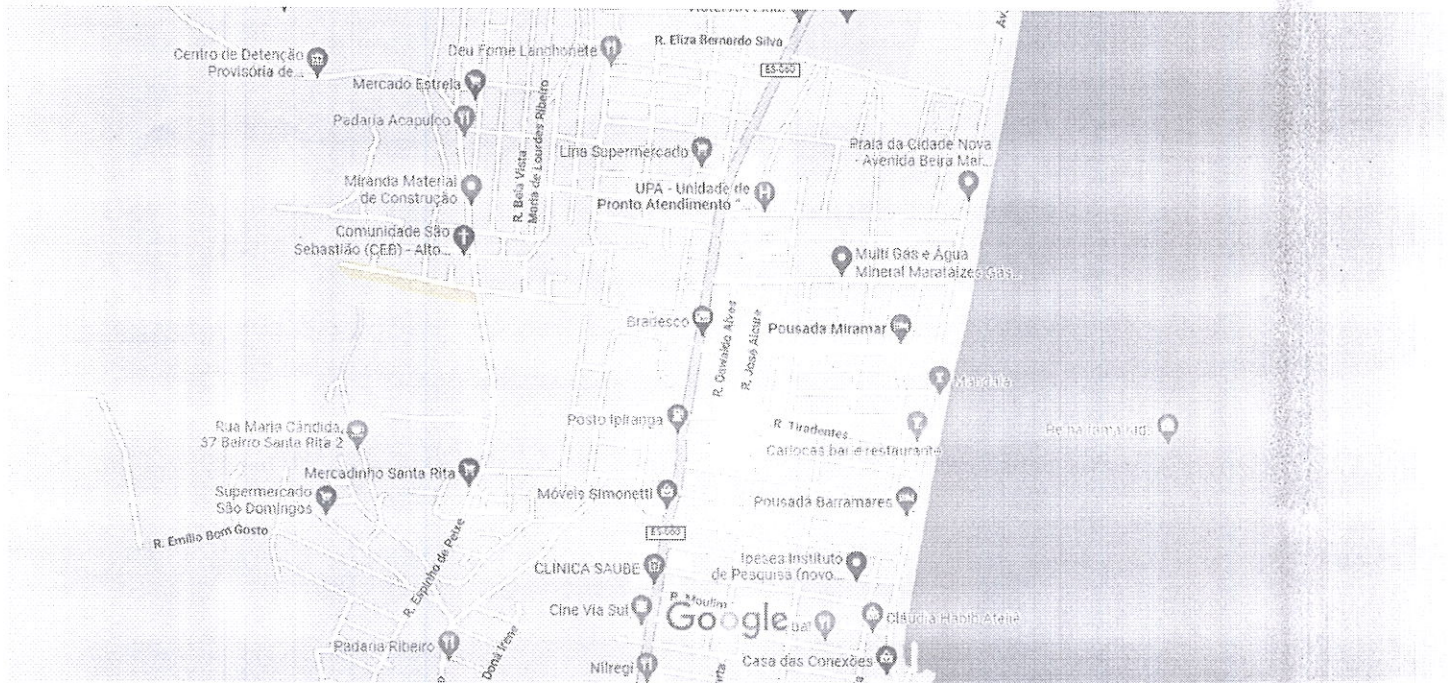 Centro de Detenção
Provisória de...
Deu Fome Lanchonete
R. Eliza Bernardo Silva
ES-060
Mercado Estrela
Padaria Acapulco
R. Bela Vista
Maria de Lourdes Ribeiro
Lina Supermercado
Praia da Cidade Nova
- Avenida Beira Mar...
Miranda Material
de Construção
UPA - Unidade de
Pronto Atendimento "...
Comunidade São
Sebastião (CEB) - Alto...
Multi Gás e Água
Mineral Marataízes Gás...
Bradesco
R. Oswaldo Alves
R. José Alcure
Pousada Miramar
Rua Maria Cândida,
37 Bairro Santa Rita 2
Posto Ipiranga
R. Tiradentes
Cariocas bar e restaurante
Mercadinho Santa Rita
Supermercado
São Domingos
Móveis Simonetti
Pousada Barramares
R. Emílio Bom Gosto
R. Espinho de Peixe
ES-060
CLINICA SAUBE
Ipesea Instituto
de Pesquisa (novo...
Cine Via Sul
R. Moulim
Google
Cláudia Habib Ateliê
Padaria Ribeiro
Dona Irene
Nifregi
Casa das Conexões